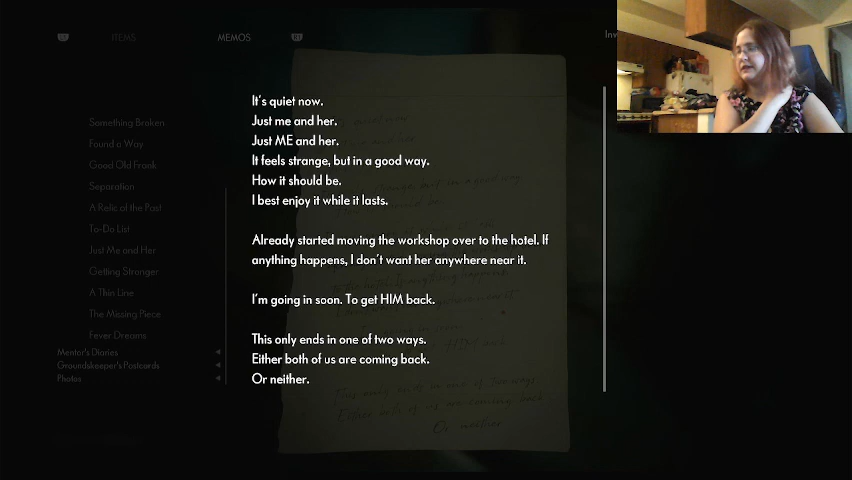 ITEMS
MEMOS
R1
Inv
Something Broken
Found a Way
Good Old Frank
Separation
A Relic of the Past
To-Do List
Just Me and Her
Getting Stronger
A Thin Line
The Missing Piece
Fever Dreams
Mentor's Diaries
Groundskeeper's Postcards
Photos
It's quiet now.
Just me and her.
Just ME and her.
It feels strange, but in a good way.
How it should be.
I best enjoy it while it lasts.
Already started moving the workshop over to the hotel. If
anything happens, I don't want her anywhere near it.
I'm going in soon. To get HIM back.
This only ends in one of two ways.
Either both of us are coming back.
Or neither.